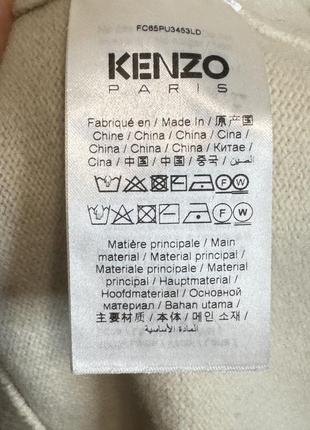 FC65PU3453LD
KENZO
PARIS
Fabriqué en / Made In / 原产国
Chine / China / China / Cina /
China / China / China / Китае /
Cina / 中国 / 中国 / 중국 / الصين
F W
F W
Matière principale / Main
material / Material principal /
Materiale principale / Material
principal / Hauptmaterial /
Hoofdmateriaal / Основной
материал / Bahan utama /
主要材质 / 本体 / 메인 소재 /
المادة الأساسية